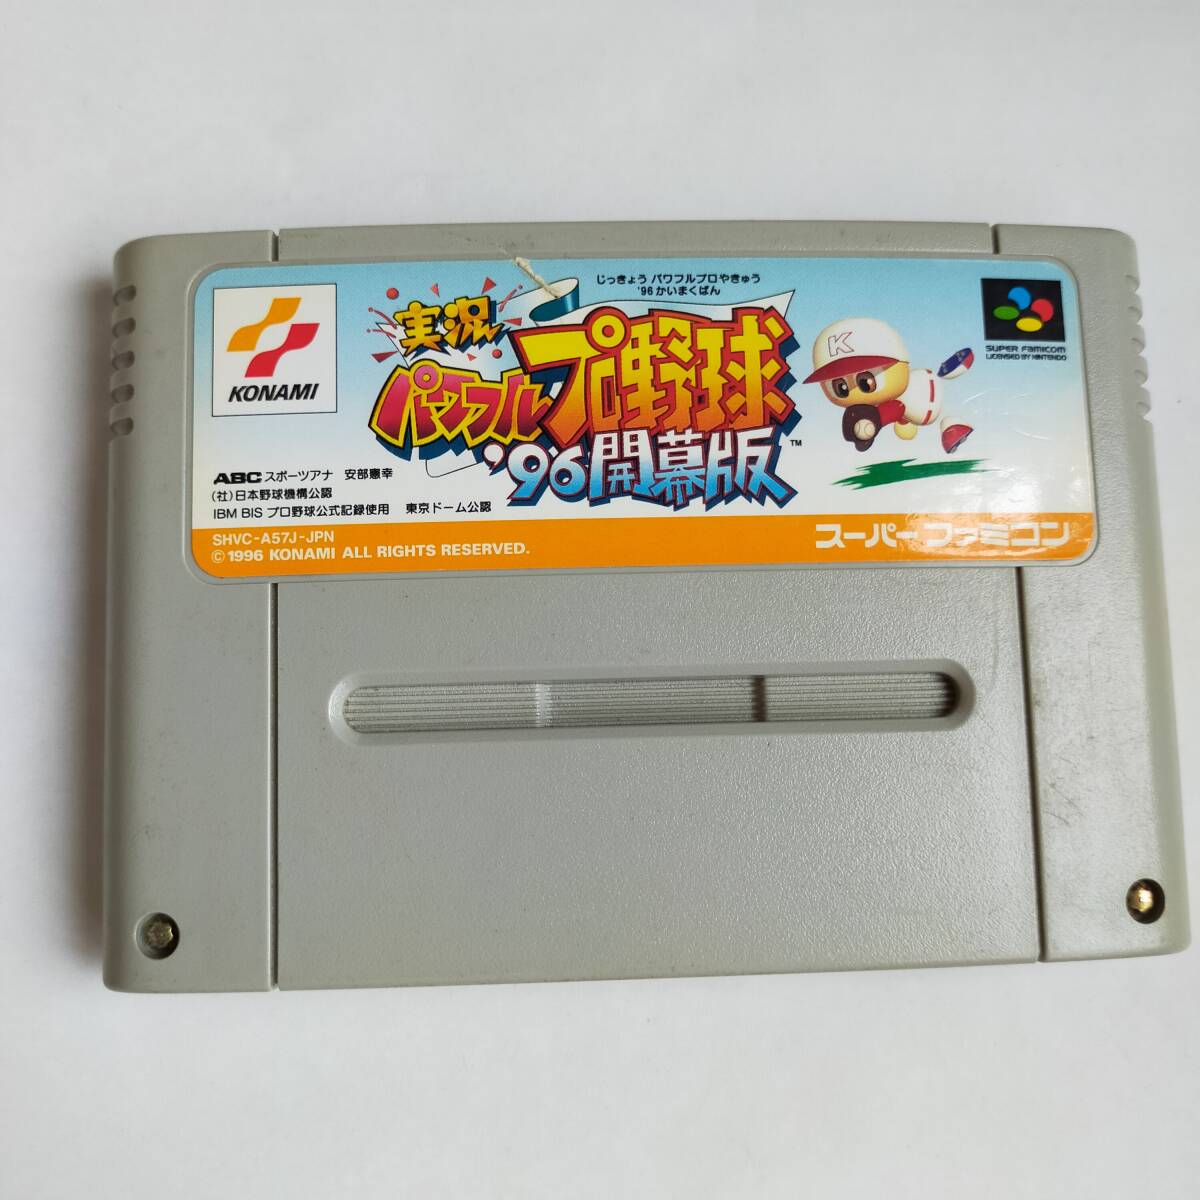 じっきょう パワフルプロやきゅう
'96 かいまくばん
実況
パワフル
プロ野球
'96開幕版™
KONAMI
K
SUPER FAMICOM
LICENSED BY NINTENDO
ABC スポーツアナ 安部憲幸
(社)日本野球機構公認
IBM BIS プロ野球公式記録使用 東京ドーム公認
SHVC-A57J-JPN
© 1996 KONAMI ALL RIGHTS RESERVED.
スーパーファミコン